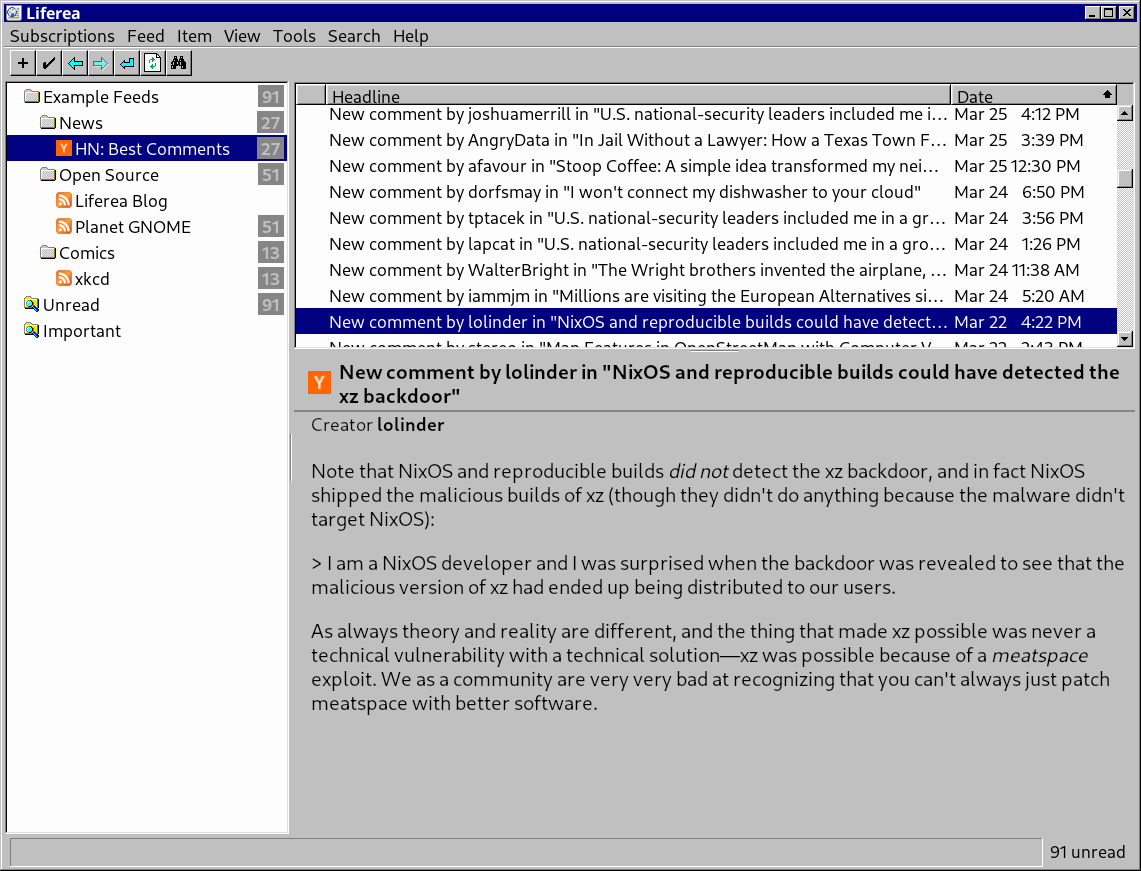 Liferea
Subscriptions Feed Item View Tools Search Help
Example Feeds 91
News 27
HN: Best Comments 27
Open Source 51
Liferea Blog
Planet GNOME 51
Comics 13
xkcd 13
Unread 91
Important
Headline Date
New comment by joshuamerrill in "U.S. national-security leaders included me i... Mar 25 4:12 PM
New comment by AngryData in "In Jail Without a Lawyer: How a Texas Town F... Mar 25 3:39 PM
New comment by afavour in "Stoop Coffee: A simple idea transformed my nei... Mar 25 12:30 PM
New comment by dorfsmay in "I won't connect my dishwasher to your cloud" Mar 24 6:50 PM
New comment by tptacek in "U.S. national-security leaders included me in a gr... Mar 24 3:56 PM
New comment by lapcat in "U.S. national-security leaders included me in a gro... Mar 24 1:26 PM
New comment by WalterBright in "The Wright brothers invented the airplane, ... Mar 24 11:38 AM
New comment by iammjm in "Millions are visiting the European Alternatives si... Mar 24 5:20 AM
New comment by lolinder in "NixOS and reproducible builds could have detect... Mar 22 4:22 PM
New comment by stereo in "Map Features in OpenStreetMap with Computer V... Mar 22 2:43 PM
New comment by lolinder in "NixOS and reproducible builds could have detected the
xz backdoor"
Creator lolinder
Note that NixOS and reproducible builds did not detect the xz backdoor, and in fact NixOS
shipped the malicious builds of xz (though they didn't do anything because the malware didn't
target NixOS):
> I am a NixOS developer and I was surprised when the backdoor was revealed to see that the
malicious version of xz had ended up being distributed to our users.
As always theory and reality are different, and the thing that made xz possible was never a
technical vulnerability with a technical solution—xz was possible because of a meatspace
exploit. We as a community are very very bad at recognizing that you can't always just patch
meatspace with better software.
91 unread